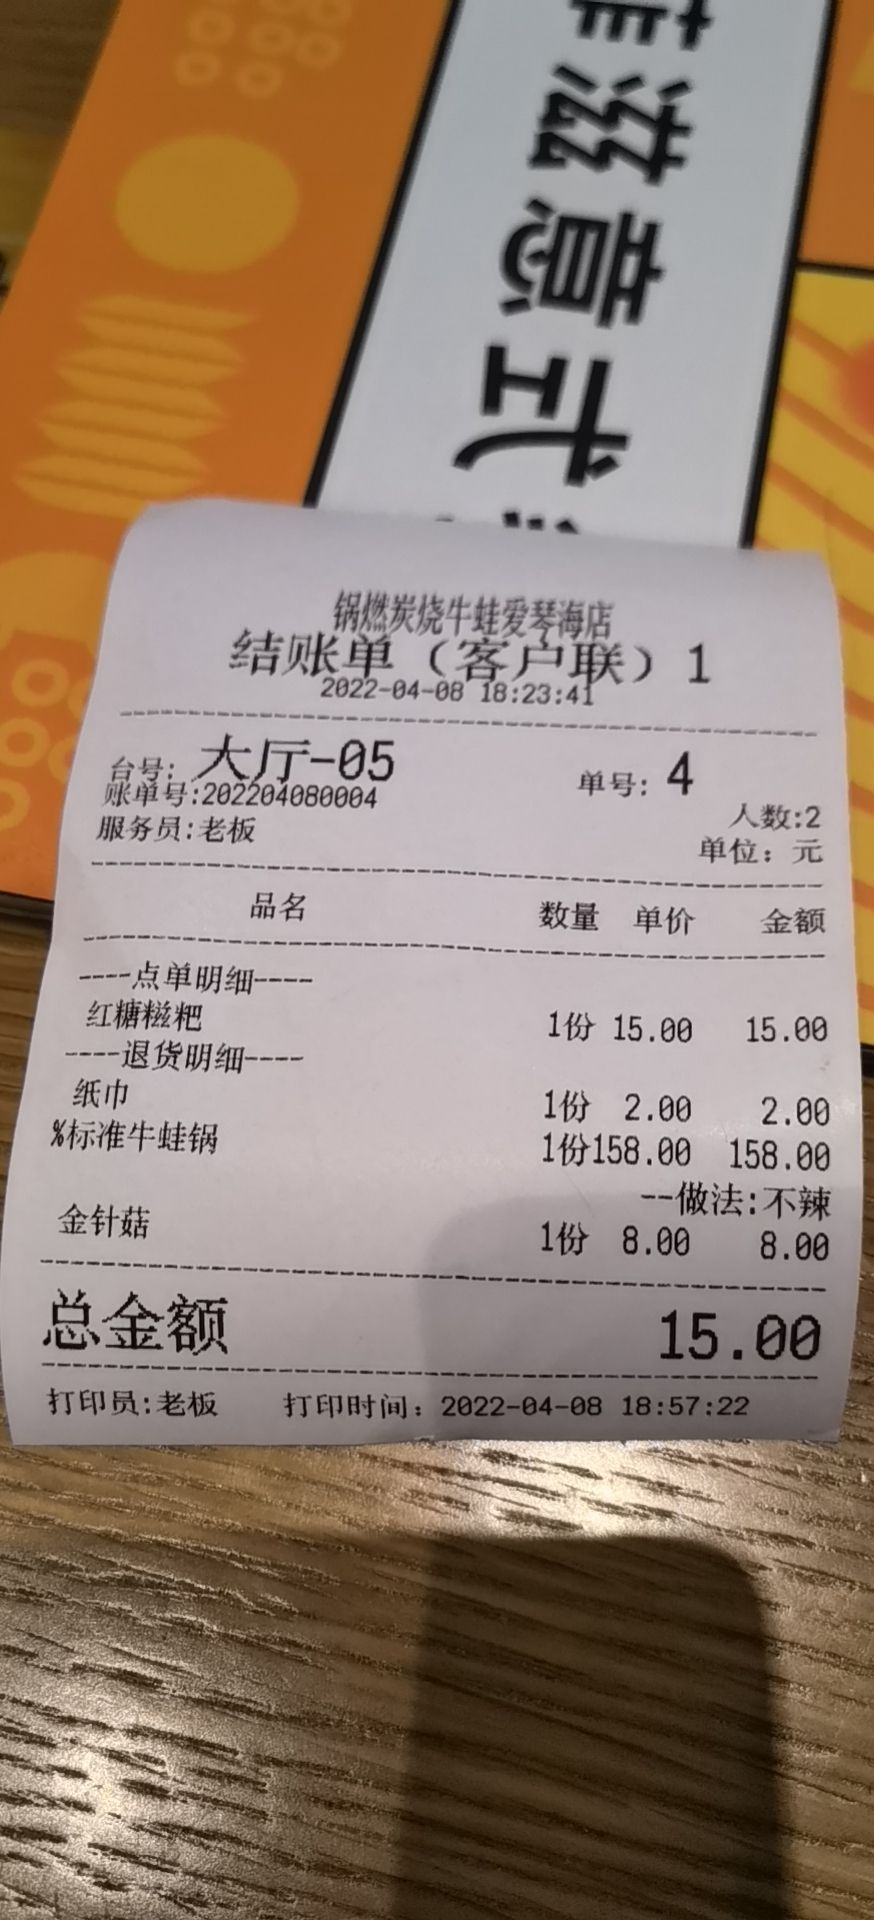 滋意式
锅燃炭烧牛蛙爱琴海店
结账单（客户联）1
2022-04-08 18:23:41
台号: 大厅-05 单号: 4
账单号:202204080004 人数:2
服务员:老板 单位: 元
品名 数量 单价 金额
----点单明细----
红糖糍粑 1份 15.00 15.00
----退货明细----
纸巾 1份 2.00 2.00
%标准牛蛙锅 1份158.00 158.00
--做法:不辣
金针菇 1份 8.00 8.00
总金额 15.00
打印员:老板 打印时间: 2022-04-08 18:57:22